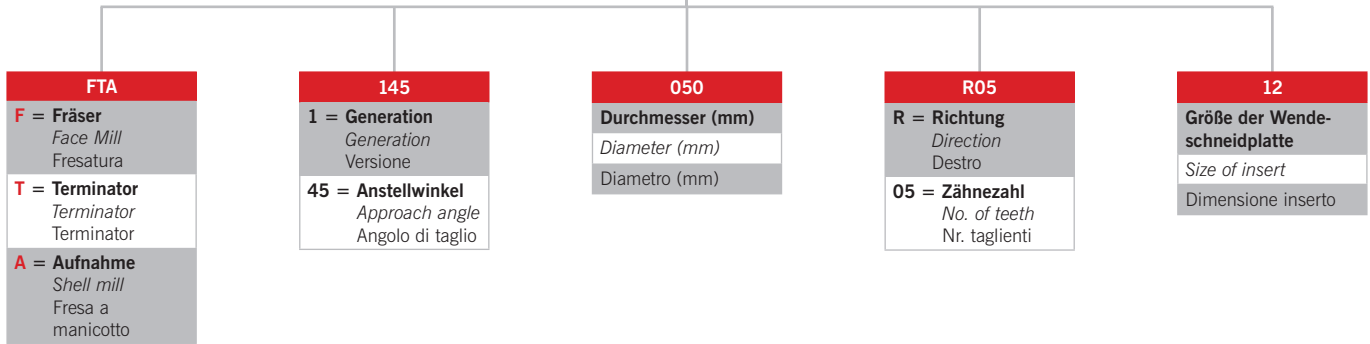 FTA
F = Fräser
Face Mill
Fresatura
T = Terminator
Terminator
Terminator
A = Aufnahme
Shell mill
Fresa a
manicotto
145
1 = Generation
Generation
Versione
45 = Anstellwinkel
Approach angle
Angolo di taglio
050
Durchmesser (mm)
Diameter (mm)
Diametro (mm)
R05
R = Richtung
Direction
Destro
05 = Zähnezahl
No. of teeth
Nr. taglienti
12
Größe der Wende-
schneidplatte
Size of insert
Dimensione inserto